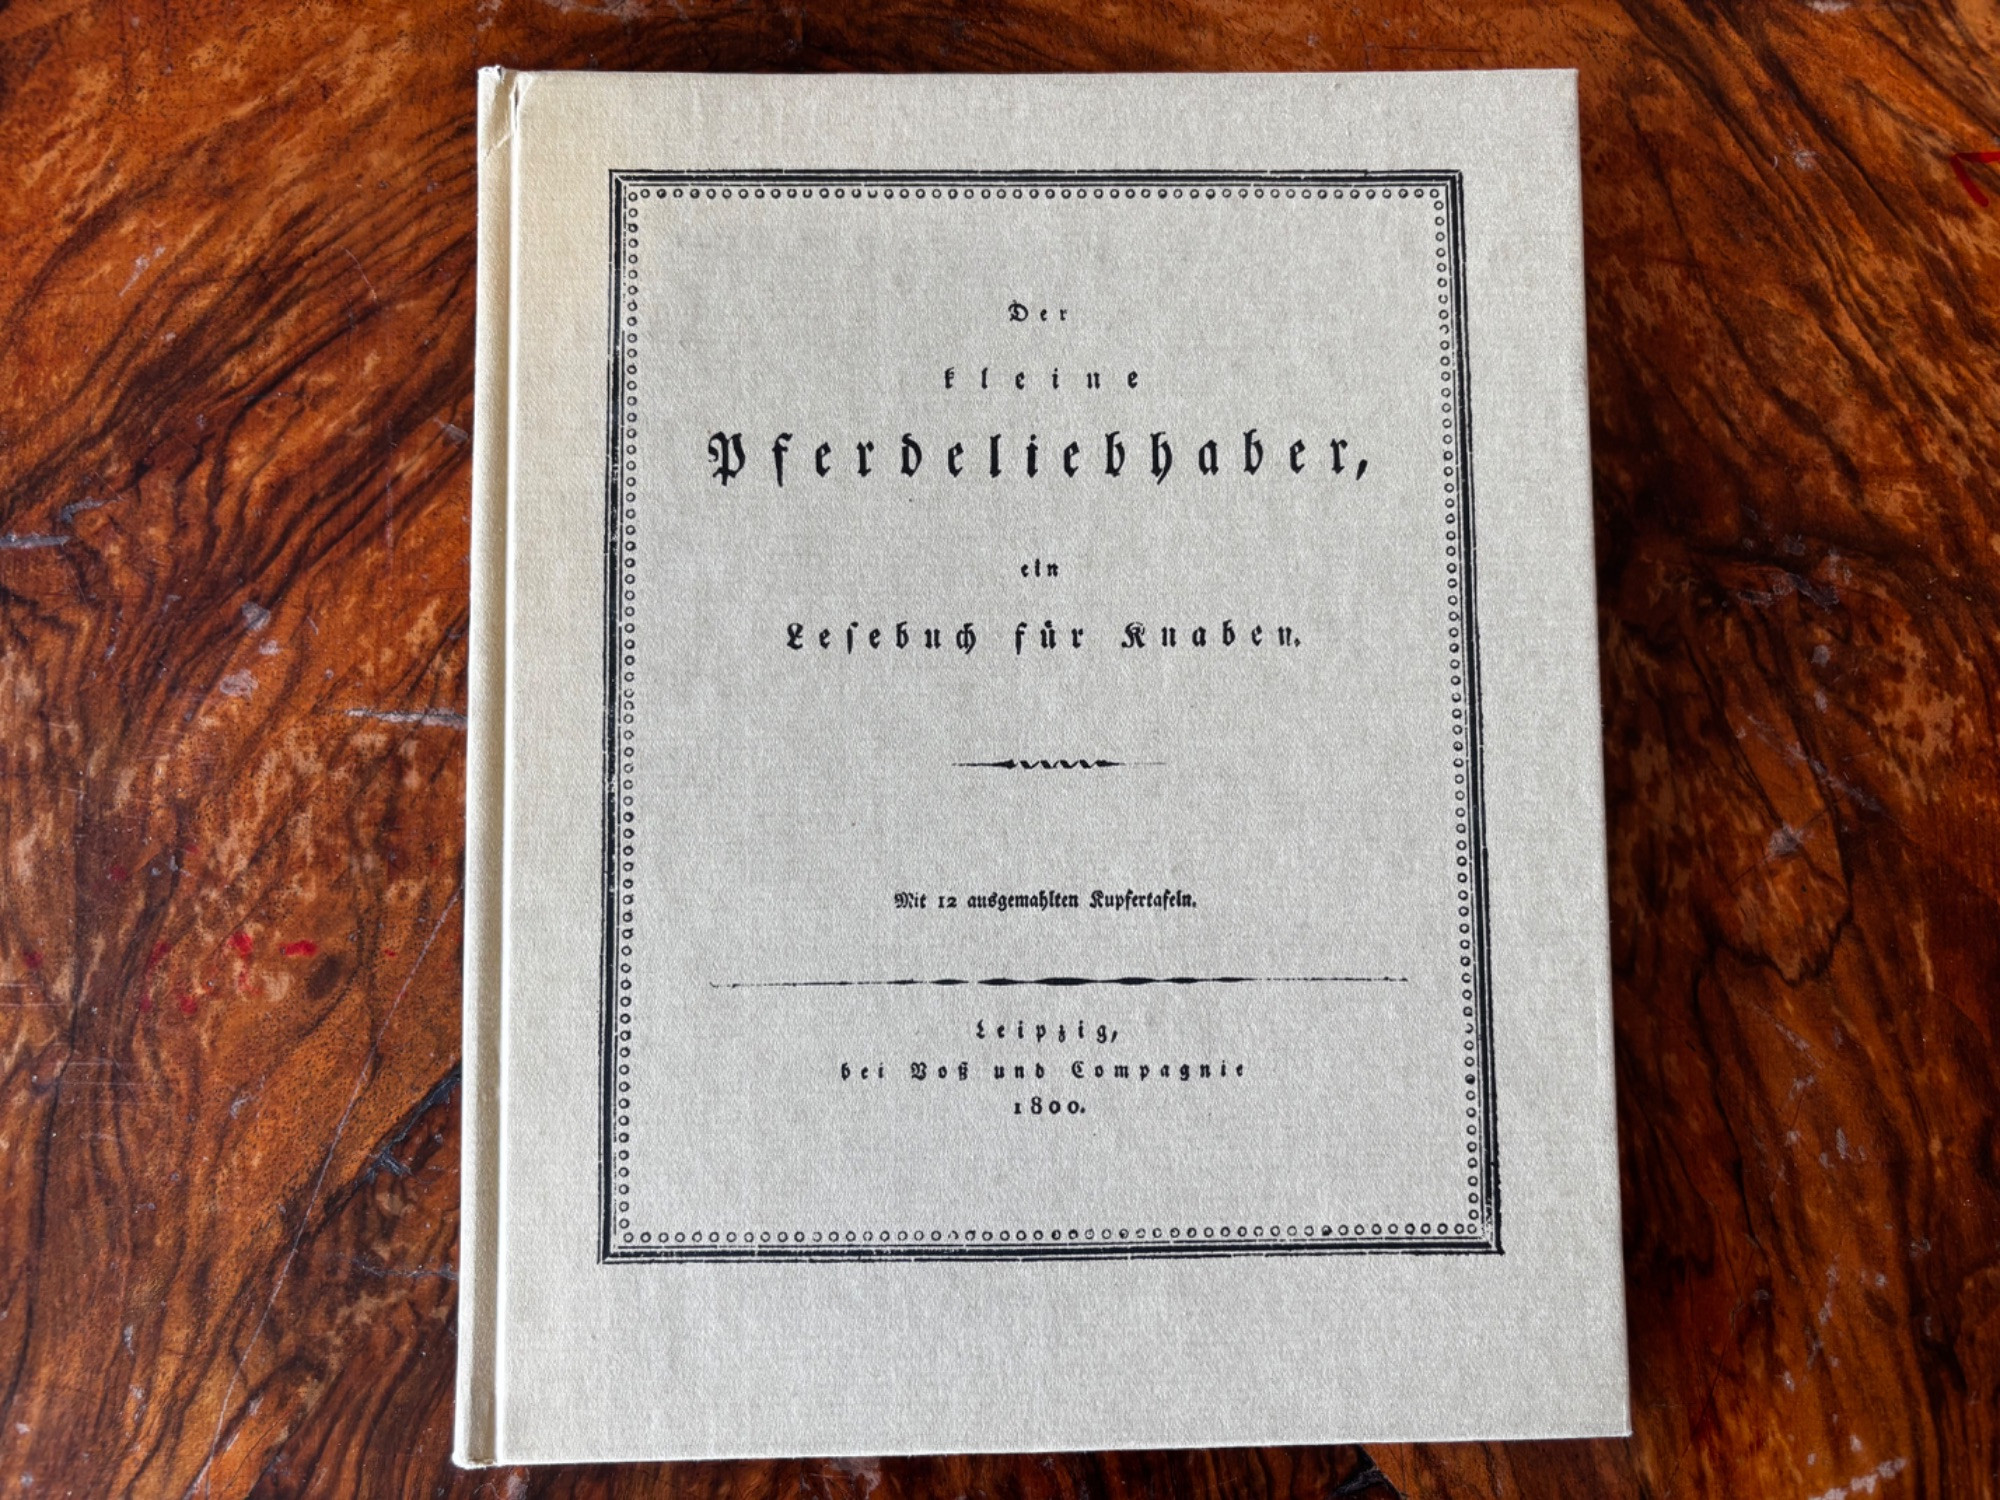 Der
kleine
Pferdeliebhaber,
ein
Leſebuch für Knaben.
Mit 12 ausgemahlten Kupfertafeln.
Leipzig,
bei Voß und Compagnie
1800.